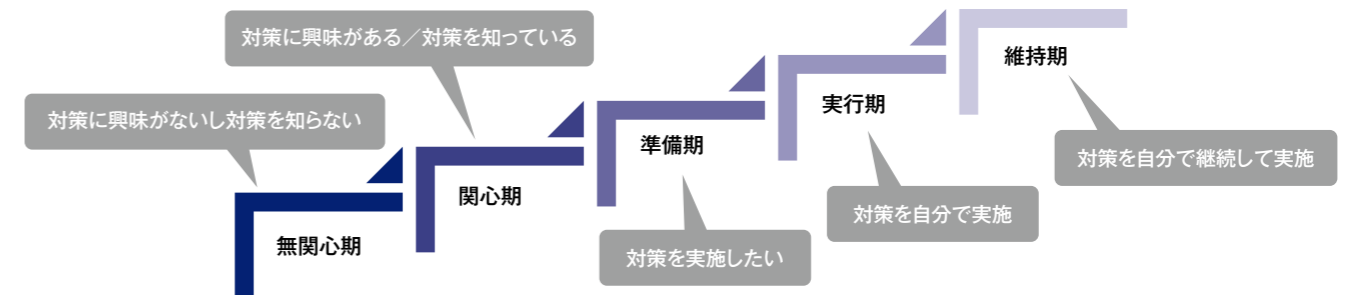 対策に興味がないし対策を知らない
無関心期
対策に興味がある／対策を知っている
関心期
準備期
対策を実施したい
実行期
対策を自分で実施
維持期
対策を自分で継続して実施